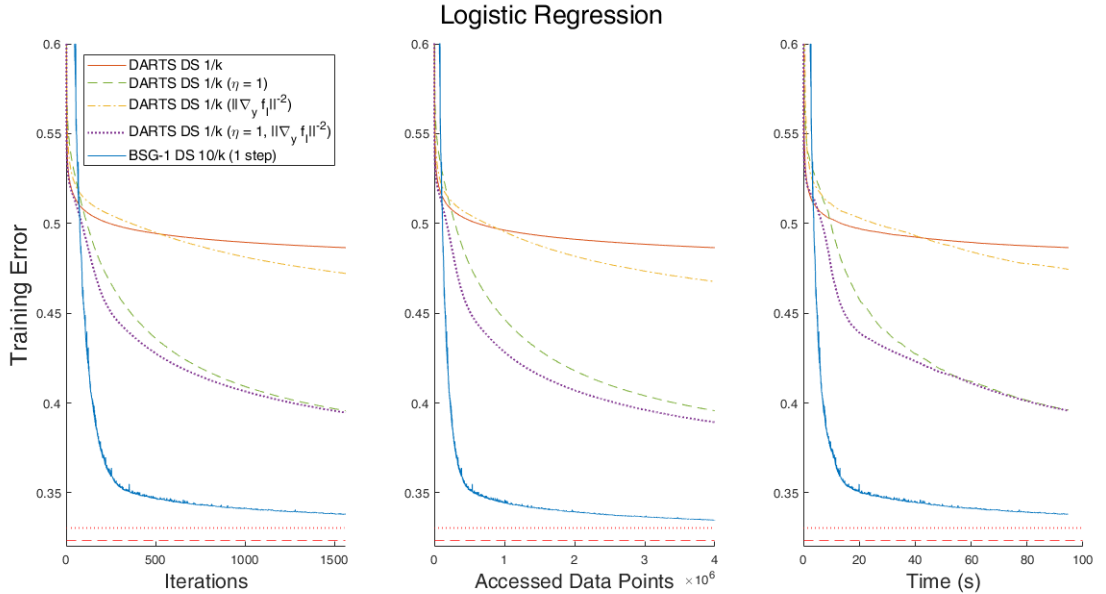 Logistic Regression
Training Error
0.6
0.55
0.5
0.45
0.4
0.35
DARTS DS 1/k
DARTS DS 1/k (η = 1)
DARTS DS 1/k (||∇_y f_l||^-2)
DARTS DS 1/k (η = 1, ||∇_y f_l||^-2)
BSG-1 DS 10/k (1 step)
0 500 1000 1500
Iterations
0.6
0.55
0.5
0.45
0.4
0.35
0 1 2 3 4
Accessed Data Points ×10^6
0.6
0.55
0.5
0.45
0.4
0.35
0 20 40 60 80 100
Time (s)